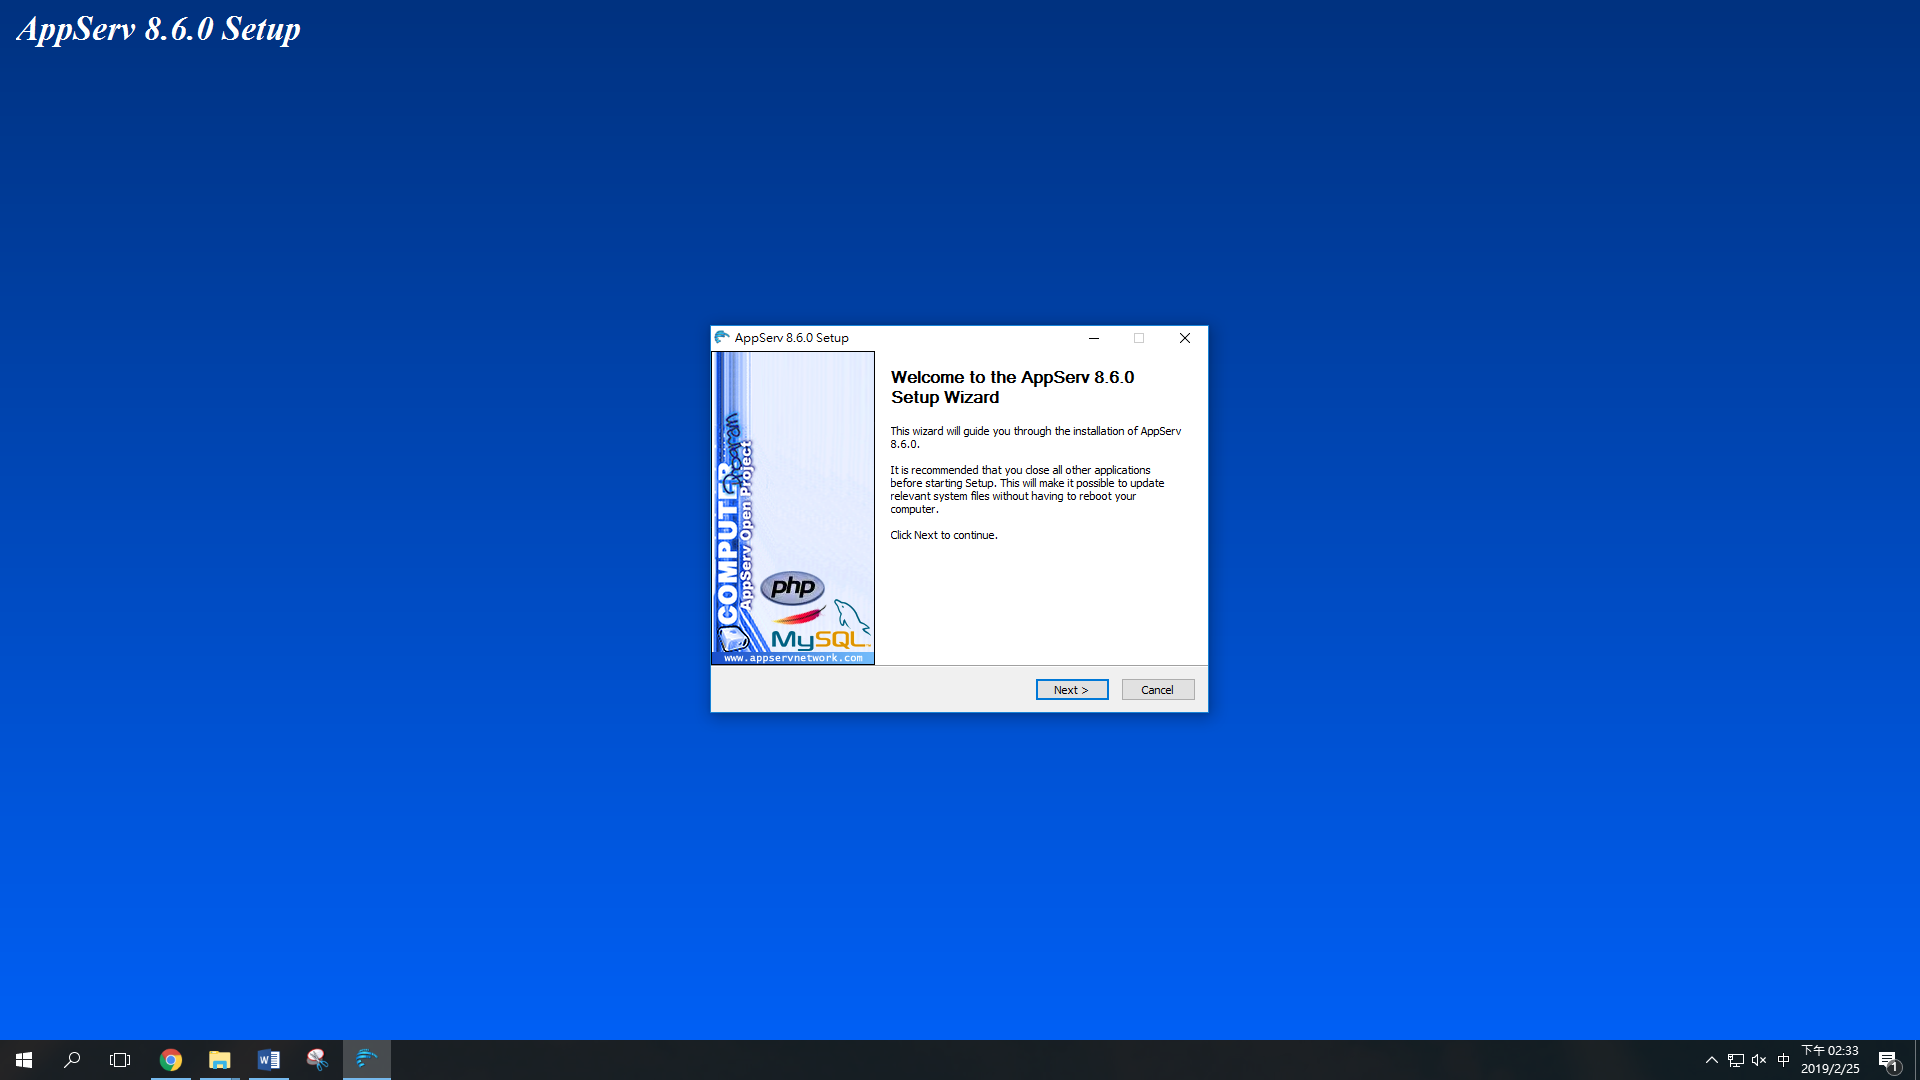 AppServ 8.6.0 Setup
AppServ 8.6.0 Setup
Welcome to the AppServ 8.6.0
Setup Wizard
This wizard will guide you through the installation of AppServ
8.6.0.
It is recommended that you close all other applications
before starting Setup. This will make it possible to update
relevant system files without having to reboot your
computer.
Click Next to continue.
COMPUTER
Program
AppServ Open Project
php
MySQL
www.appservnetwork.com
Next >
Cancel
中
下午 02:33
2019/2/25
1